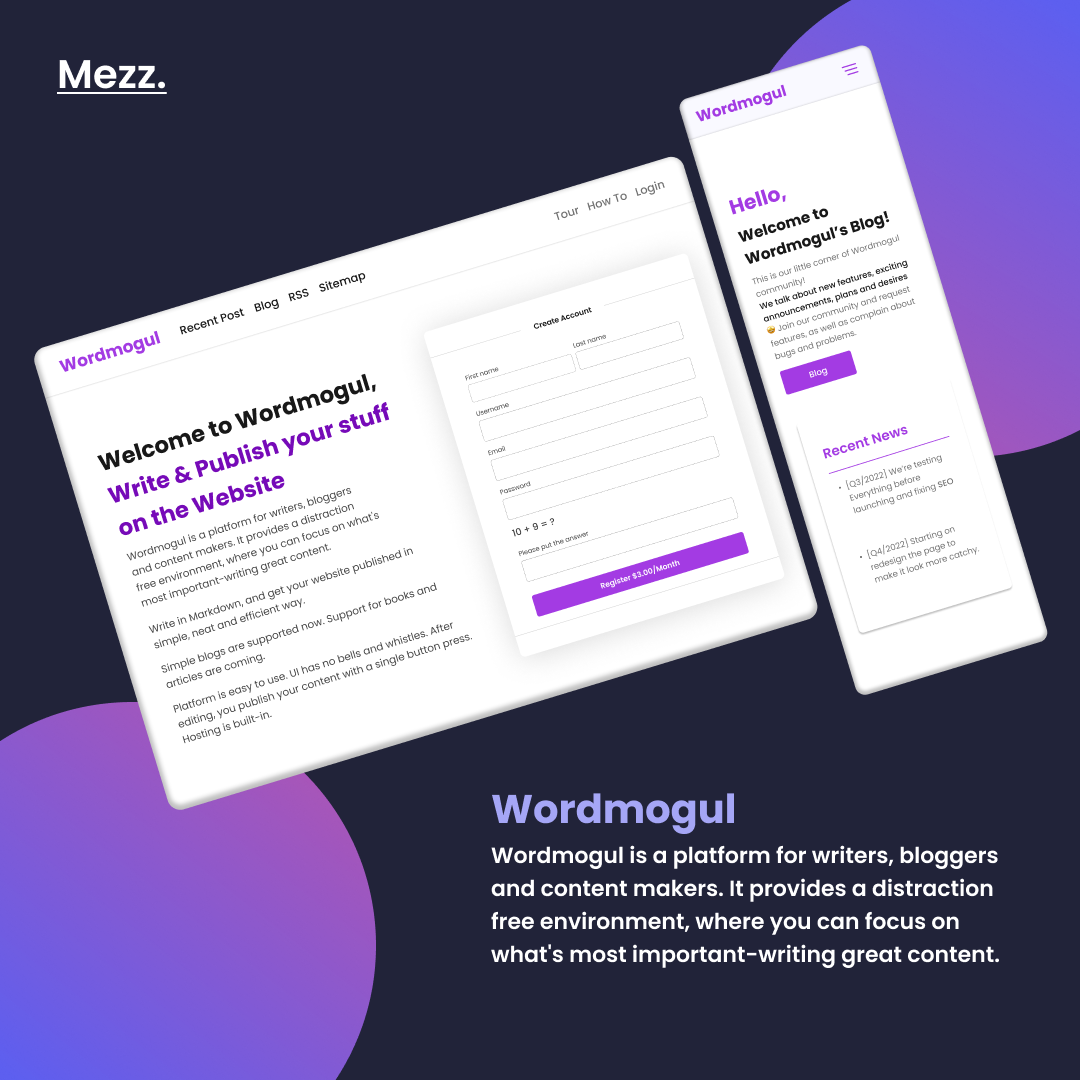 Mezz.
Wordmogul
Recent Post Blog RSS Sitemap
Tour How To Login
Welcome to Wordmogul,
Write & Publish your stuff
on the Website
Wordmogul is a platform for writers, bloggers
and content makers. It provides a distraction
free environment, where you can focus on what's
most important-writing great content.
Write in Markdown, and get your website published in
simple, neat and efficient way.
Simple blogs are supported now. Support for books and
articles are coming.
Platform is easy to use. UI has no bells and whistles. After
editing, you publish your content with a single button press.
Hosting is built-in.
Create Account
First name
Last name
Username
Email
Password
10 + 9 = ?
Please put the answer
Register $3.00/Month
Wordmogul
Hello,
Welcome to
Wordmogul's Blog!
This is our little corner of Wordmogul
community!
We talk about new features, exciting
announcements, plans and desires
🤩 Join our community and request
features, as well as complain about
bugs and problems.
Blog
Recent News
• [Q3/2022] We're testing
Everything before
launching and fixing SEO
• [Q4/2022] Starting on
redesign the page to
make it look more catchy.
Wordmogul
Wordmogul is a platform for writers, bloggers
and content makers. It provides a distraction
free environment, where you can focus on
what's most important-writing great content.